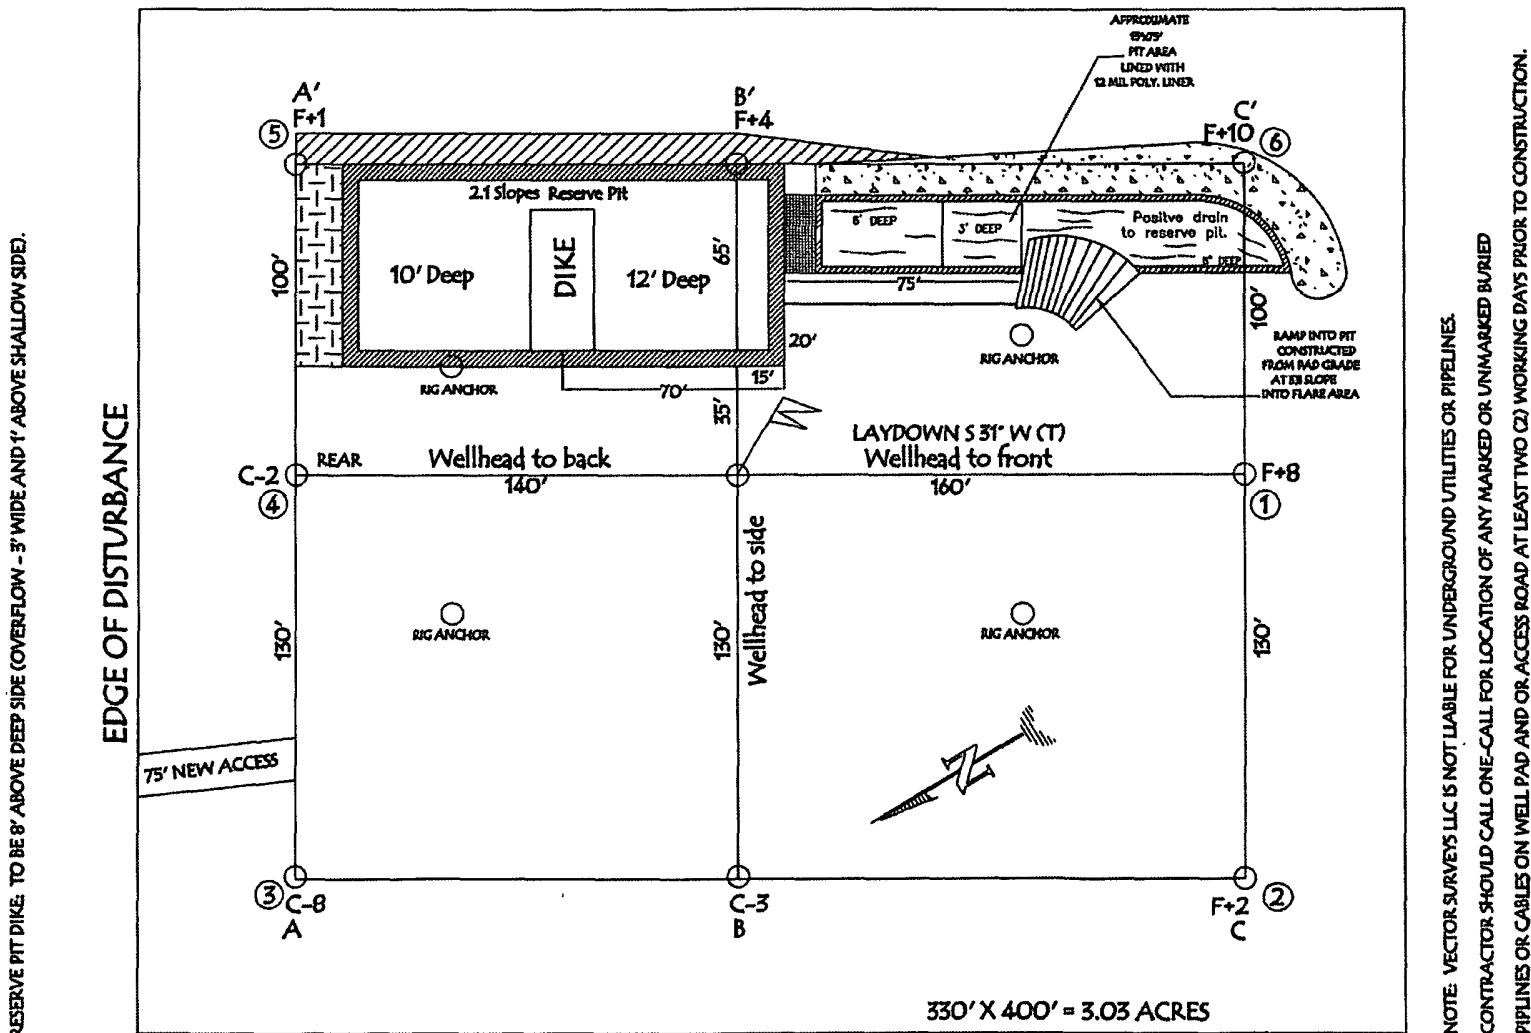 APPROXIMATE
PIT AREA
LINED WITH
12 MIL POLY. LINER
A'
F+1
5
B'
F+4
C'
F+10
6
2.1 Slopes Reserve Pit
10' Deep
DIKE
12' Deep
65'
100'
6' DEEP
3' DEEP
Positve drain
to reserve pit.
DEEP
75'
20'
15'
70'
35'
100'
RIG ANCHOR
RIG ANCHOR
RAMP INTO PIT
CONSTRUCTED
FROM PAD GRADE
AT SLOPE
INTO FLARE AREA
C-2
4
REAR
Wellhead to back
140'
LAYDOWN S 31° W (T)
Wellhead to front
160'
F+8
1
EDGE OF DISTURBANCE
130'
RIG ANCHOR
130'
Wellhead to side
RIG ANCHOR
130'
75' NEW ACCESS
N
3
C-8
A
C-3
B
F+2
2
C
330' X 400' = 3.03 ACRES
RESERVE PIT DIKE: TO BE 8' ABOVE DEEP SIDE (OVERFLOW - 3' WIDE AND 1' ABOVE SHALLOW SIDE).
NOTE: VECTOR SURVEYS LLC IS NOT LIABLE FOR UNDERGROUND UTILITIES OR PIPELINES.
CONTRACTOR SHOULD CALL ONE-CALL FOR LOCATION OF ANY MARKED OR UNMARKED BURIED
PIPLINES OR CABLES ON WELL PAD AND OR ACCESS ROAD AT LEAST TWO (2) WORKING DAYS PRIOR TO CONSTRUCTION.